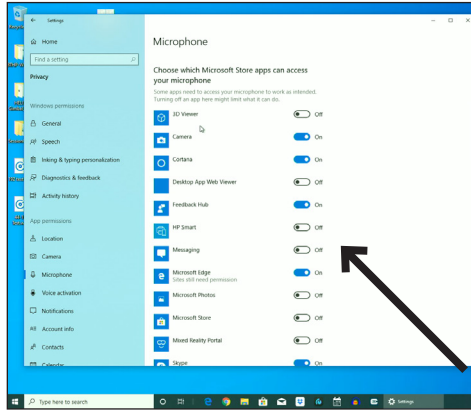 Settings
Home
Microphone
Find a setting
Privacy
Choose which Microsoft Store apps can access
your microphone
Some apps need to access your microphone to work as intended.
Turning off an app here might limit what it can do.
Windows permissions
General
Speech
Inking & typing personalization
Diagnostics & feedback
Activity history
App permissions
Location
Camera
Microphone
Voice activation
Notifications
Account info
Contacts
Calendar
3D Viewer Off
Camera On
Cortana On
Desktop App Web Viewer Off
Feedback Hub On
HP Smart Off
Messaging Off
Microsoft Edge On
Sites still need permission
Microsoft Photos Off
Microsoft Store Off
Mixed Reality Portal Off
Skype On
Type here to search
Settings